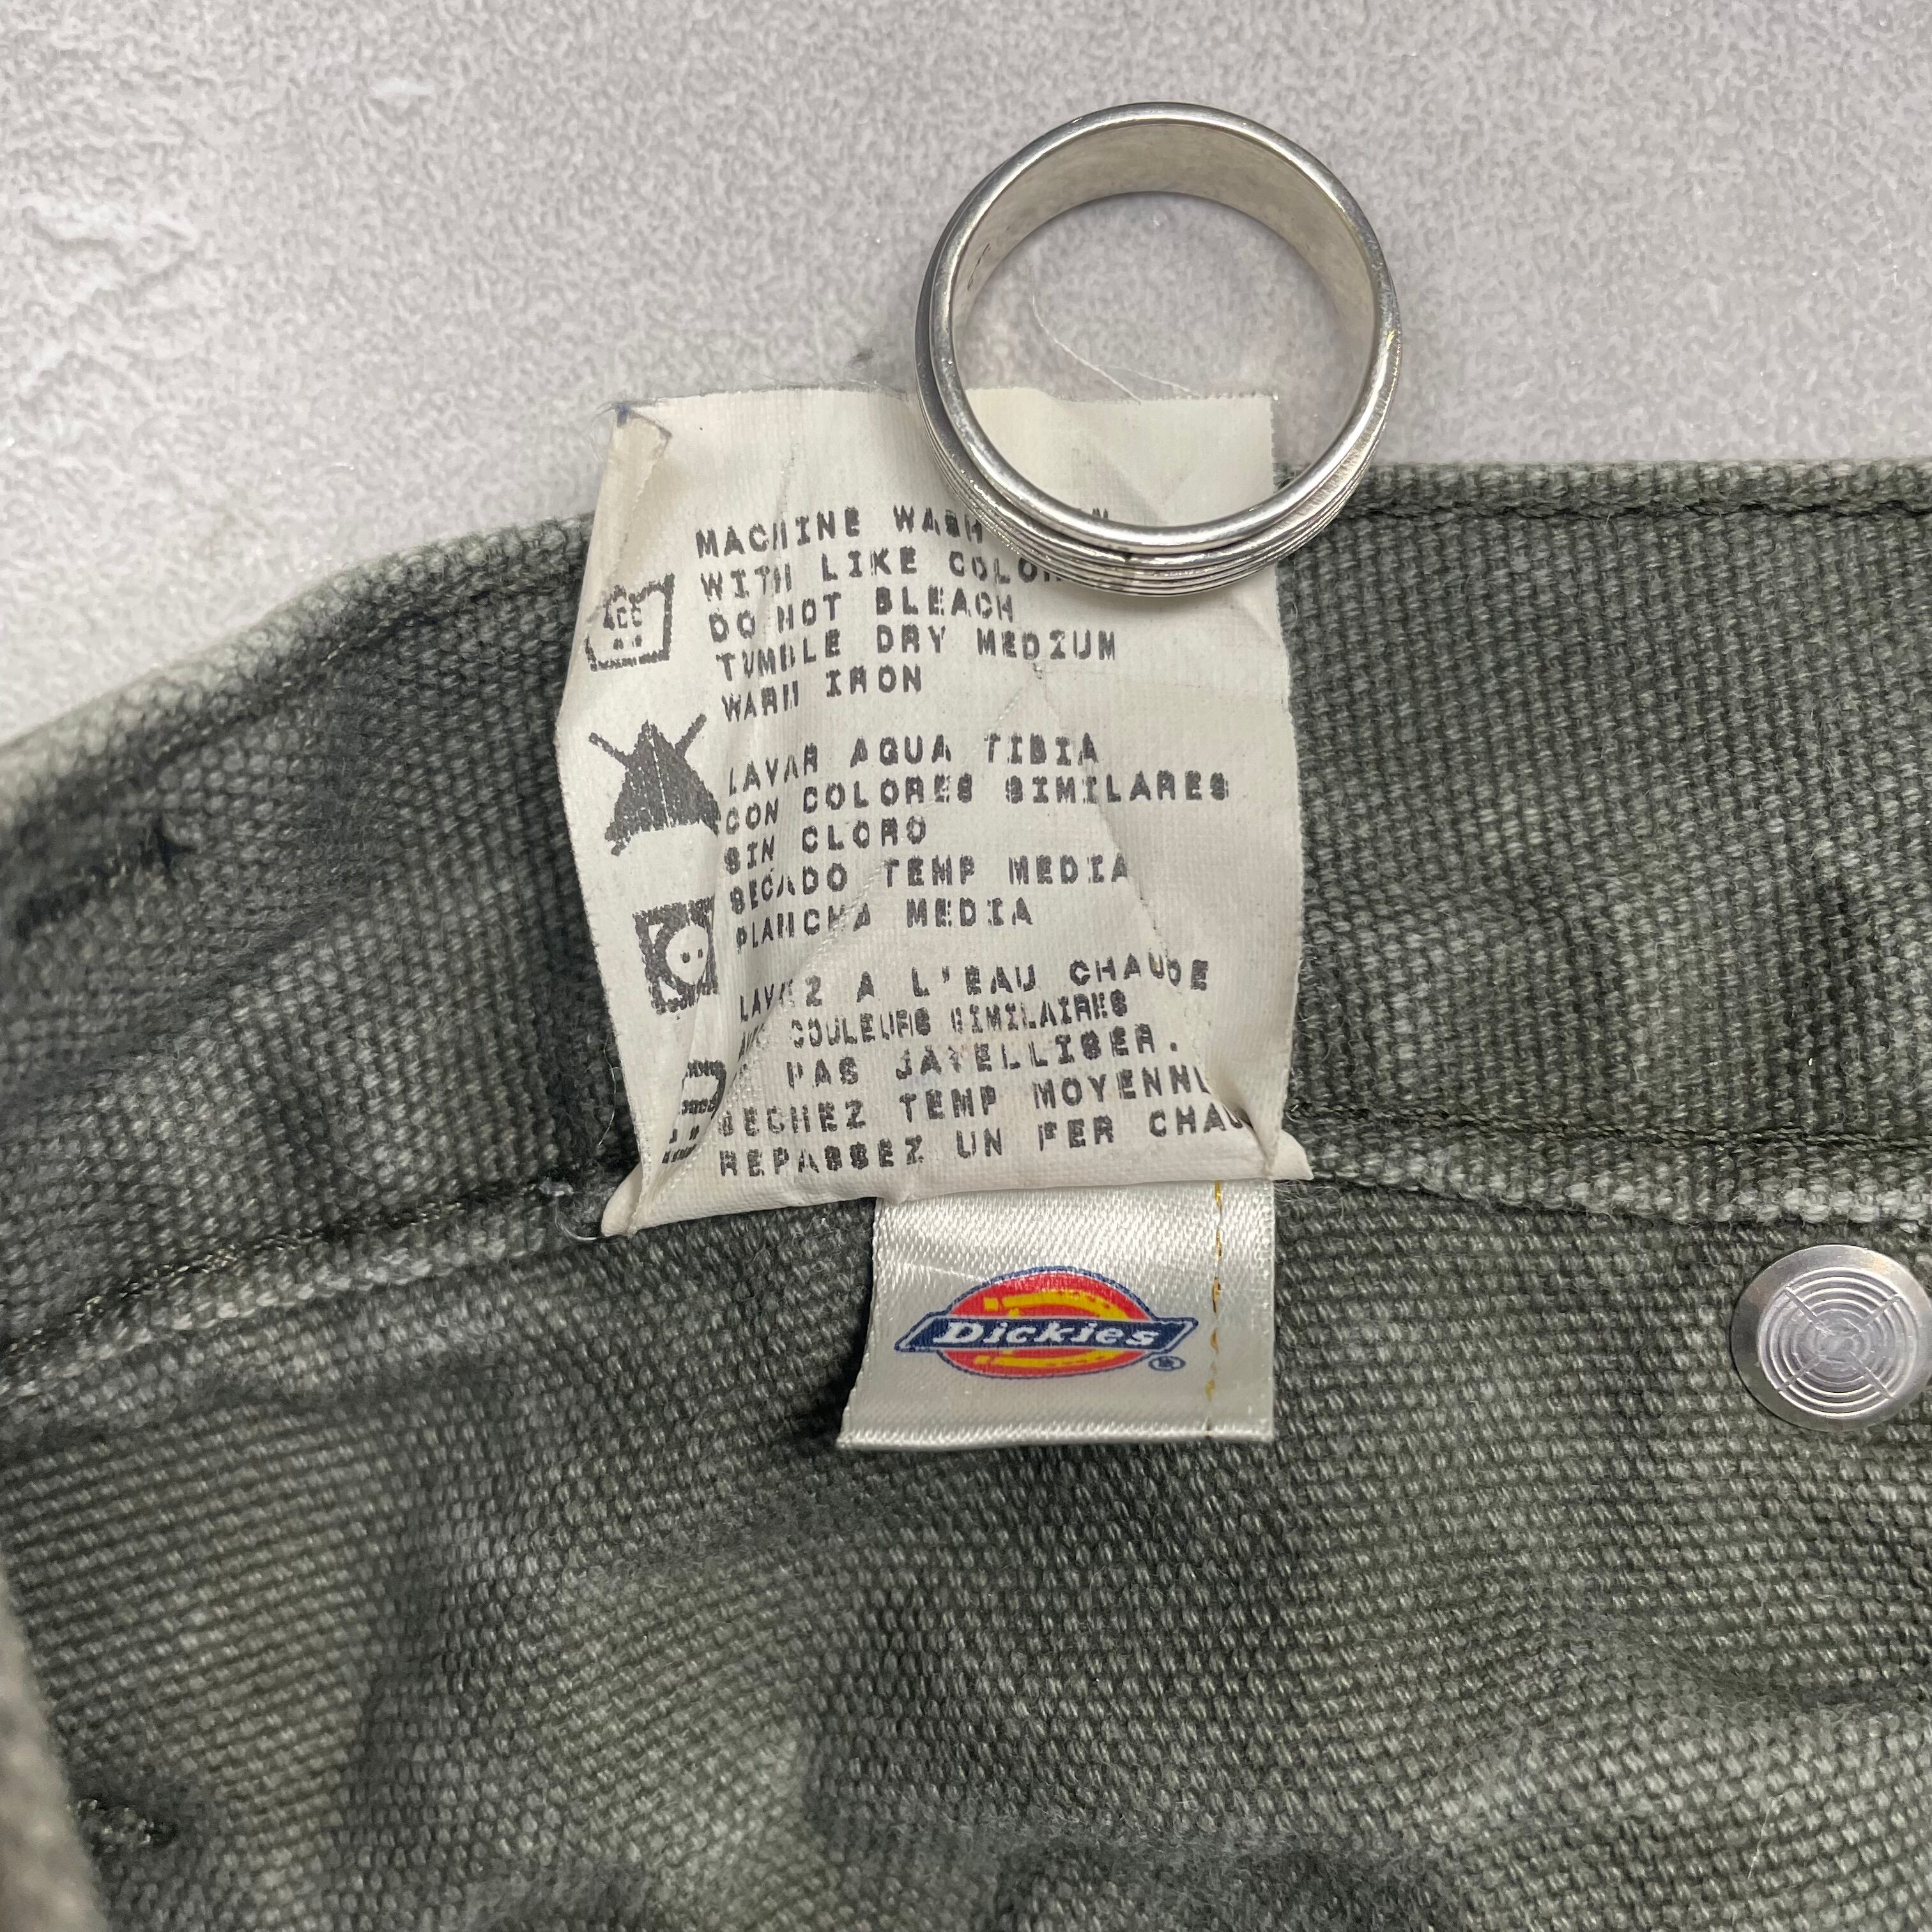 MACHINE WASH
WITH LIKE COLOR
DO NOT BLEACH
TUMBLE DRY MEDIUM
WARM IRON
LAVAR AGUA TIBIA
CON COLORES SIMILARES
SIN CLORO
SECADO TEMP MEDIA
PLANCHA MEDIA
LAVEZ A L'EAU CHAUDE
COULEURS SIMILAIRES
PAS JAVELLISER.
SECHEZ TEMP MOYENNE
REPASSEZ UN FER CHAU
Dickies®